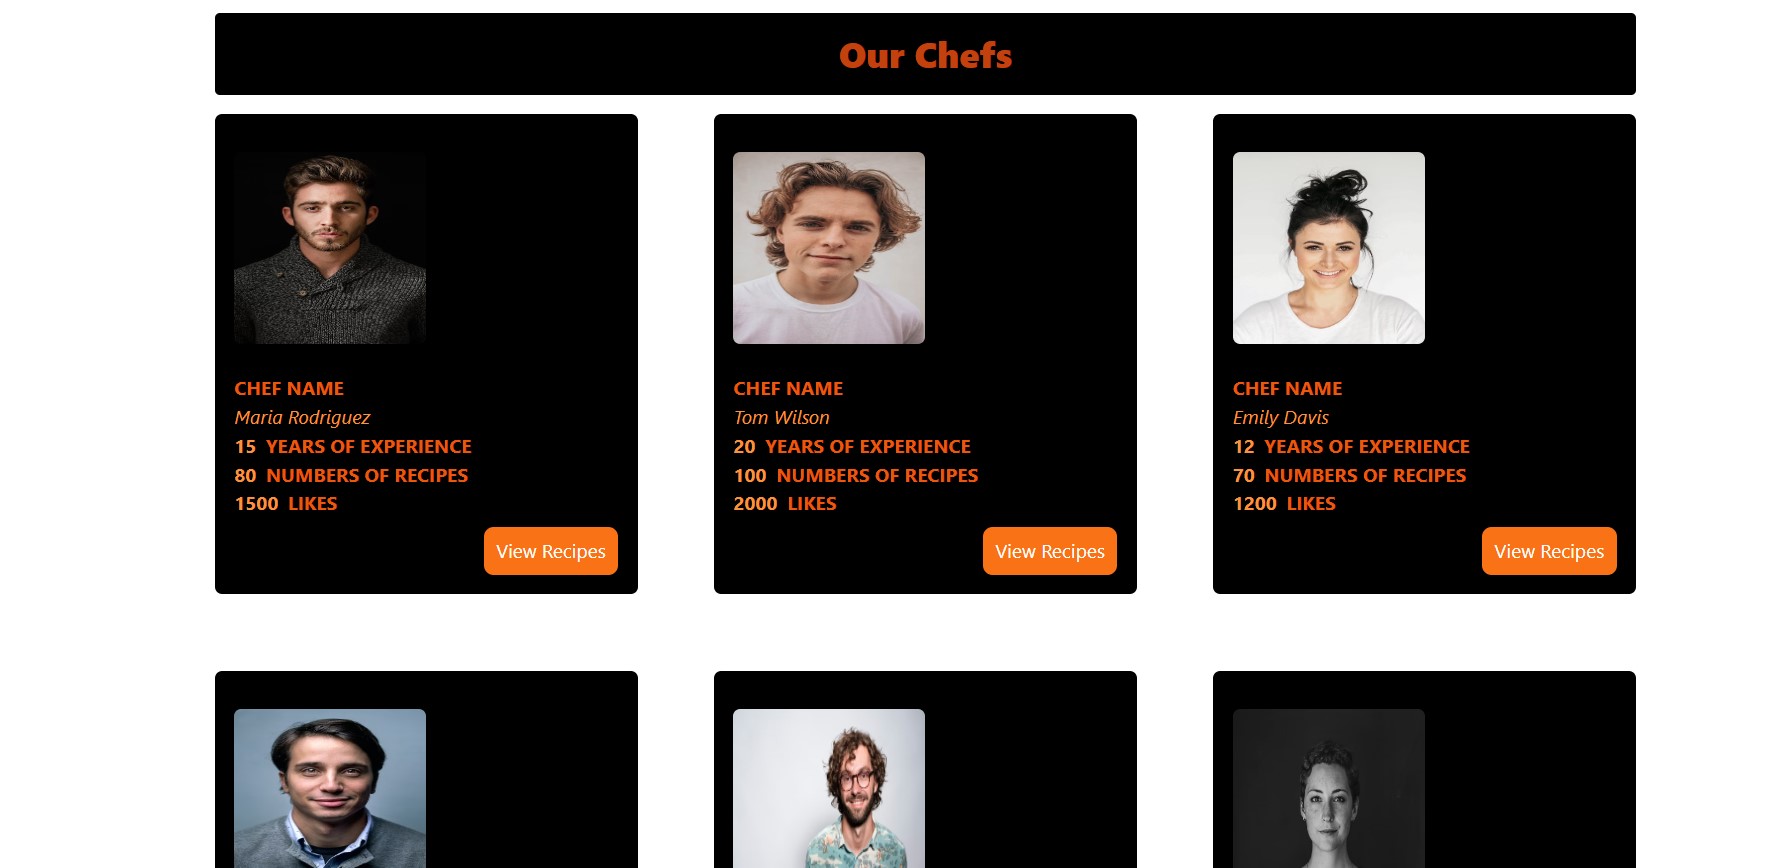 Our Chefs
CHEF NAME
Maria Rodriguez
15 YEARS OF EXPERIENCE
80 NUMBERS OF RECIPES
1500 LIKES
View Recipes
CHEF NAME
Tom Wilson
20 YEARS OF EXPERIENCE
100 NUMBERS OF RECIPES
2000 LIKES
View Recipes
CHEF NAME
Emily Davis
12 YEARS OF EXPERIENCE
70 NUMBERS OF RECIPES
1200 LIKES
View Recipes